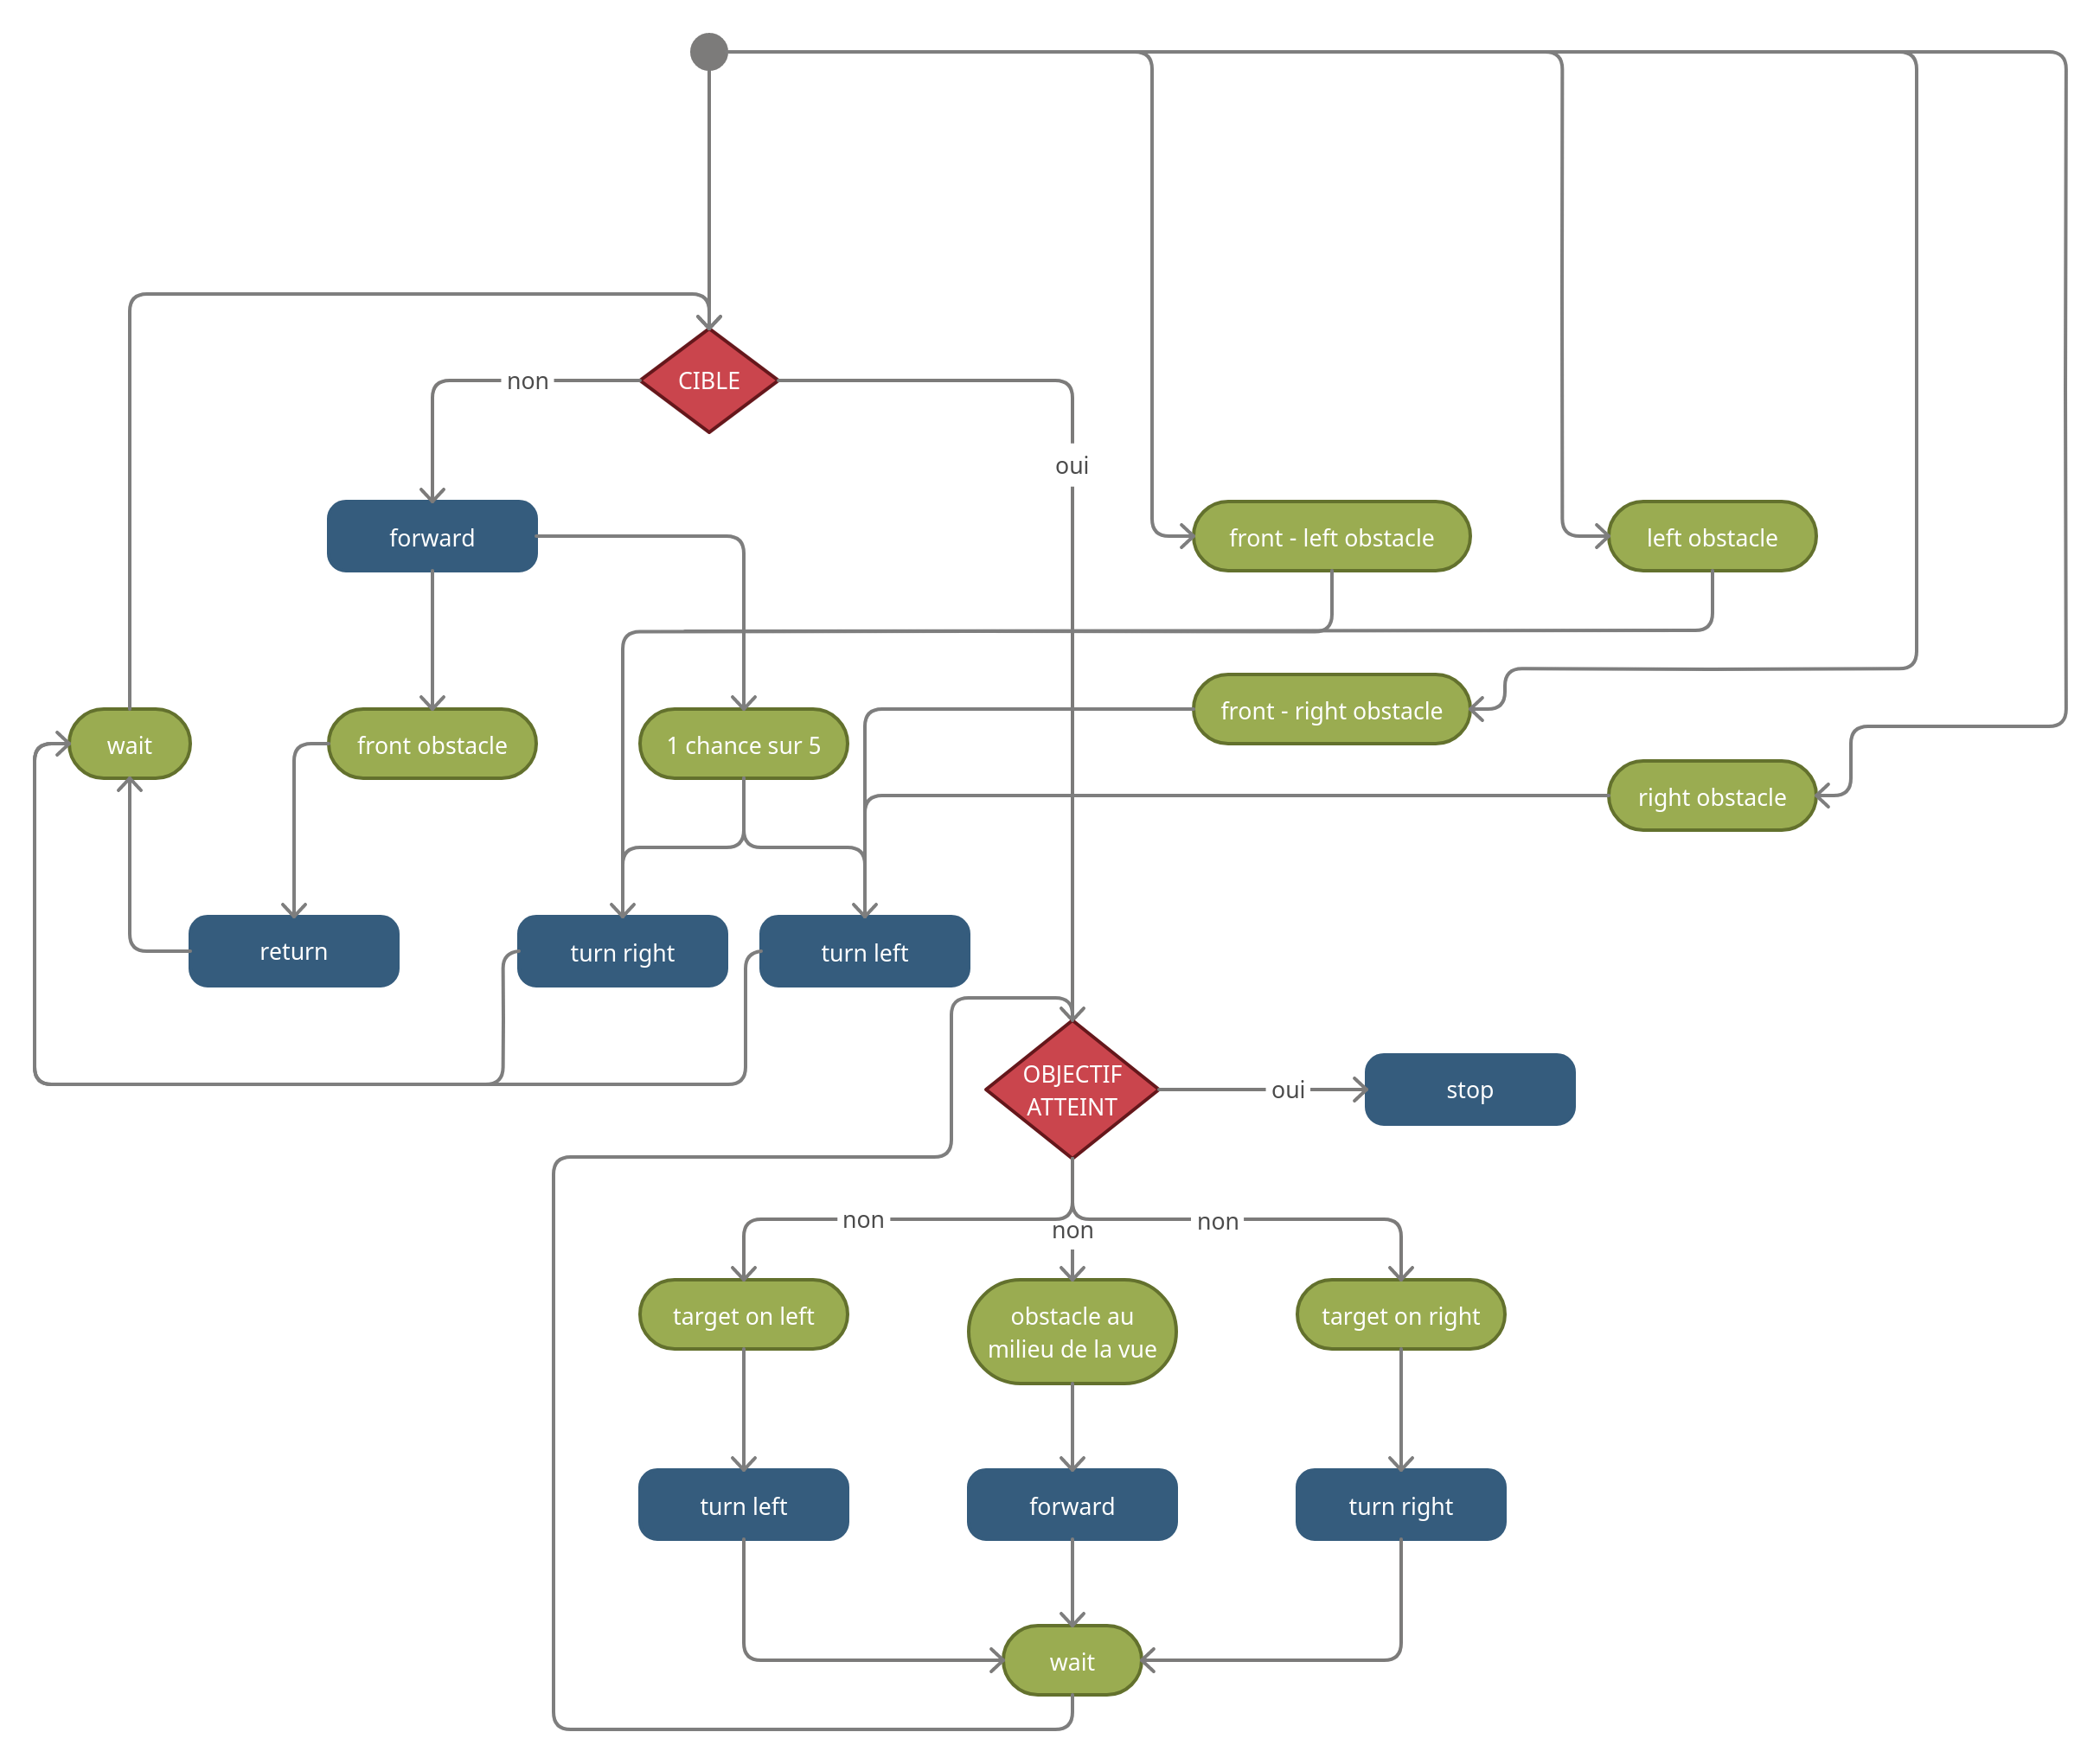 CIBLE
non
oui
forward
front - left obstacle
left obstacle
front - right obstacle
wait
front obstacle
1 chance sur 5
right obstacle
return
turn right
turn left
OBJECTIF
ATTEINT
oui
stop
non
non
non
target on left
obstacle au
milieu de la vue
target on right
turn left
forward
turn right
wait